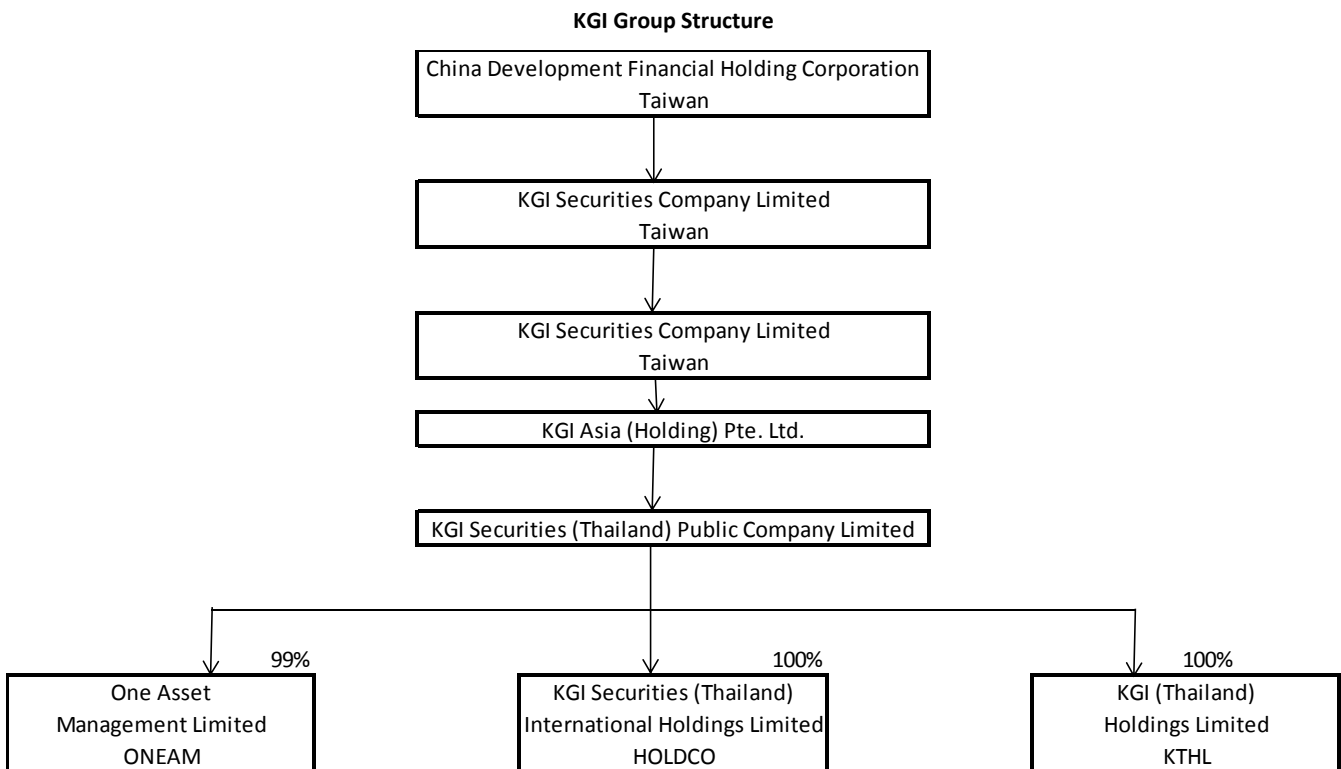 KGI Group Structure
China Development Financial Holding Corporation
Taiwan
KGI Securities Company Limited
Taiwan
KGI Securities Company Limited
Taiwan
KGI Asia (Holding) Pte. Ltd.
KGI Securities (Thailand) Public Company Limited
99%
100%
100%
One Asset
Management Limited
ONEAM
KGI Securities (Thailand)
International Holdings Limited
HOLDCO
KGI (Thailand)
Holdings Limited
KTHL